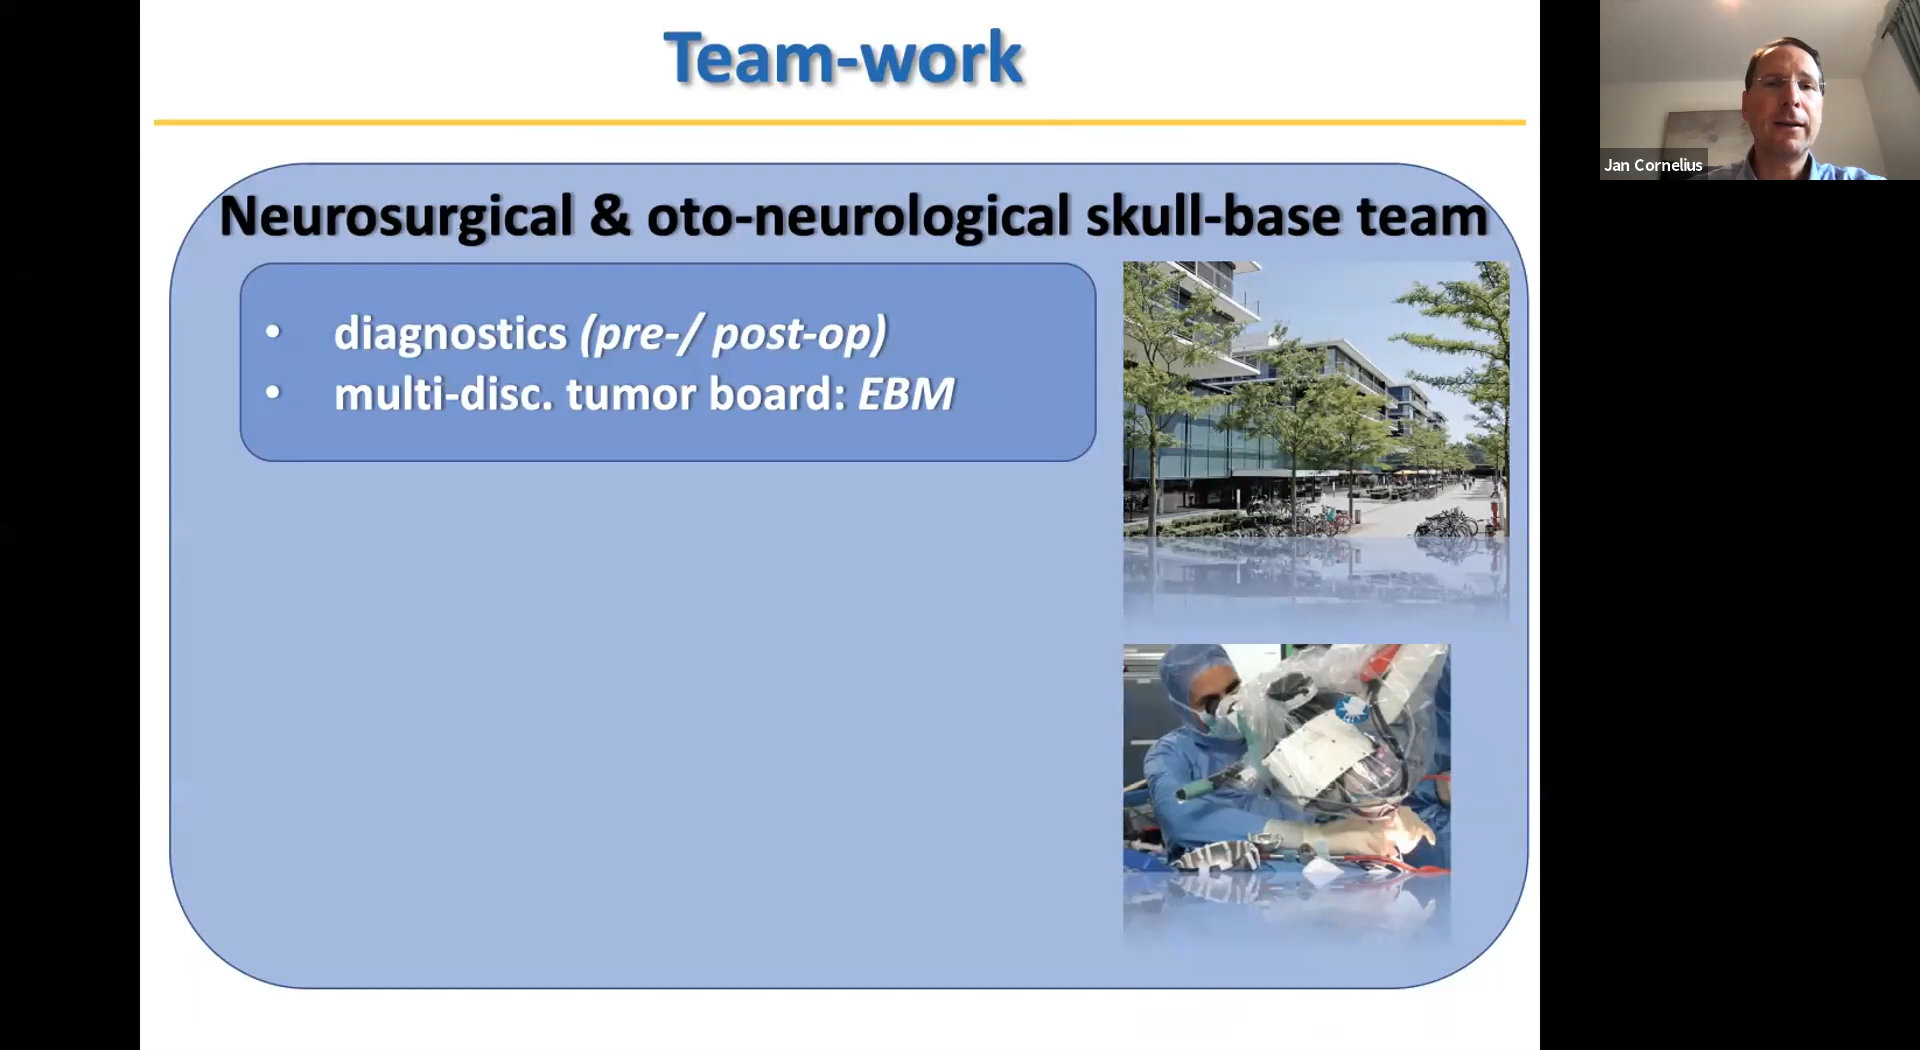 Team-work
Neurosurgical & oto-neurological skull-base team
• diagnostics (pre-/ post-op)
• multi-disc. tumor board: EBM
Jan Cornelius